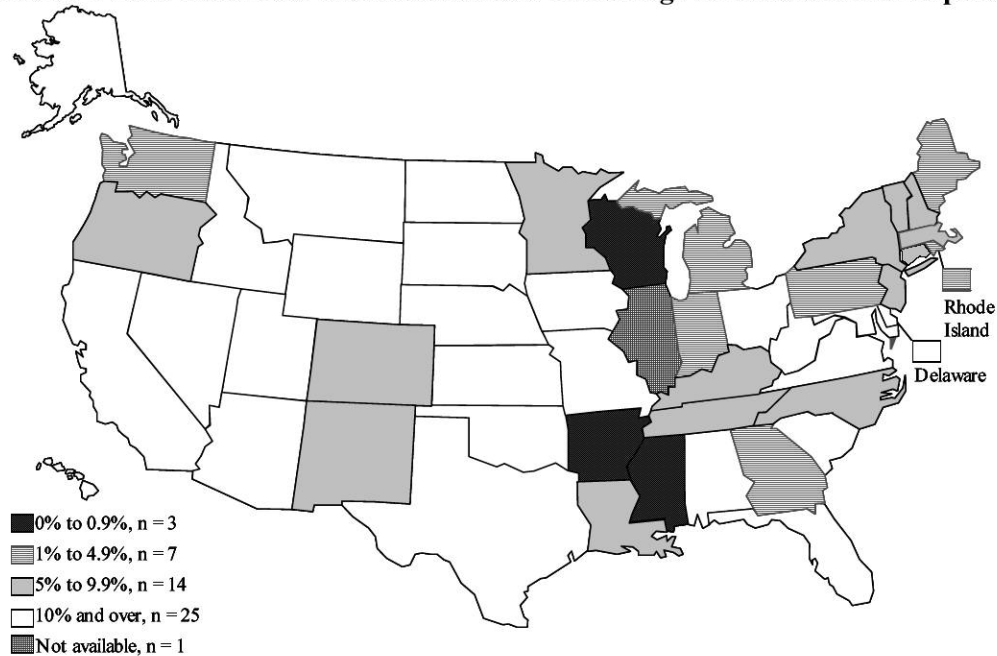 Rhode
Island
Delaware
0% to 0.9%, n = 3
1% to 4.9%, n = 7
5% to 9.9%, n = 14
10% and over, n = 25
Not available, n = 1